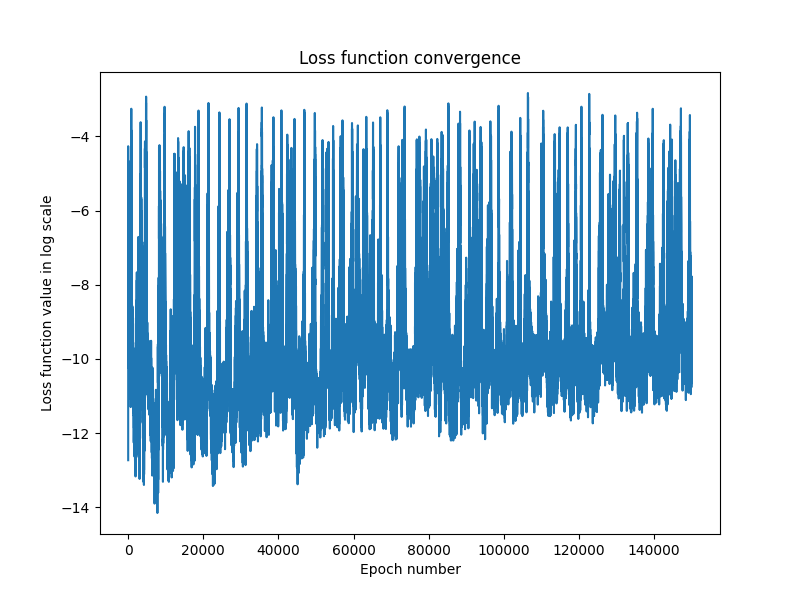 Loss function convergence
Loss function value in log scale
−4
−6
−8
−10
−12
−14
0 20000 40000 60000 80000 100000 120000 140000
Epoch number